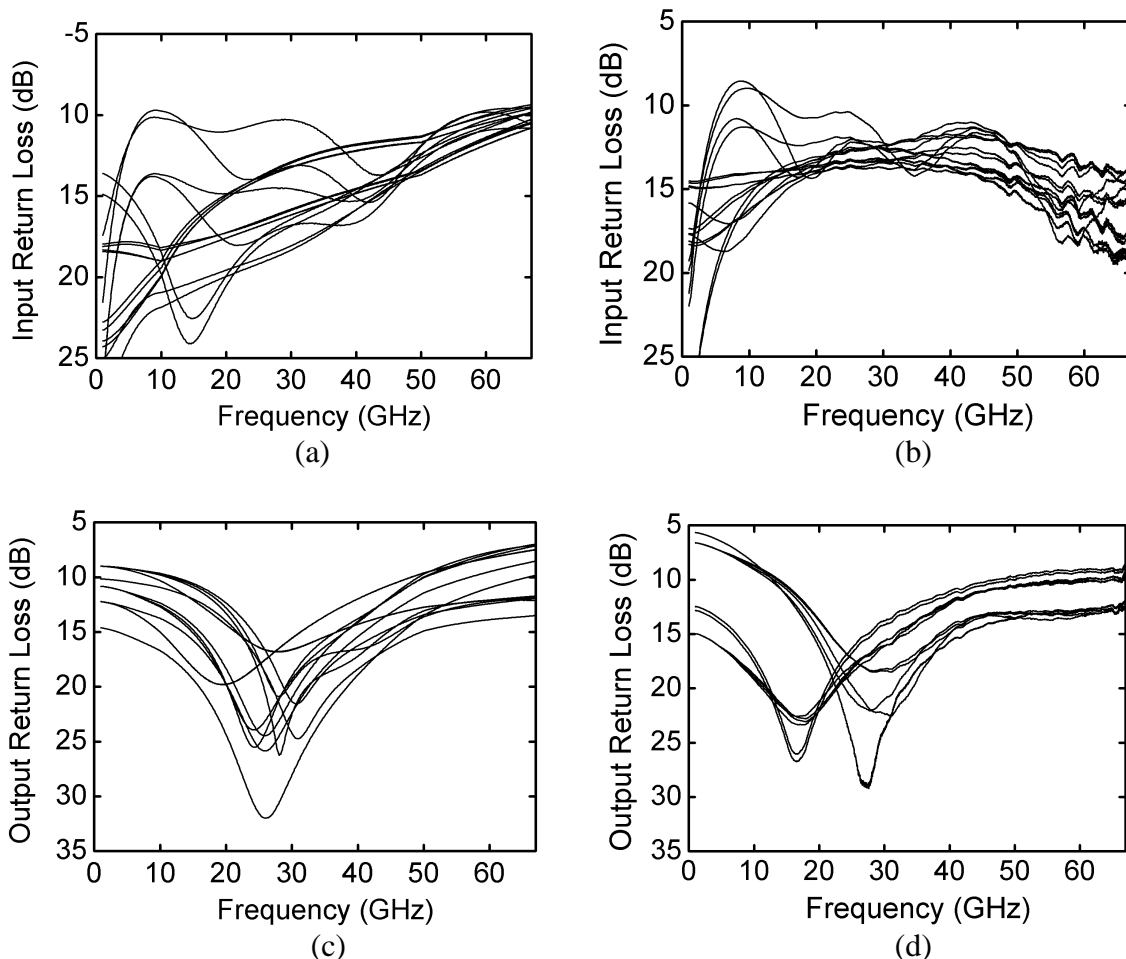 -5
10
15
20
25
Input Return Loss (dB)
0 10 20 30 40 50 60
Frequency (GHz)
(a)
5
10
15
20
25
Input Return Loss (dB)
0 10 20 30 40 50 60
Frequency (GHz)
(b)
5
10
15
20
25
30
35
Output Return Loss (dB)
0 10 20 30 40 50 60
Frequency (GHz)
(c)
5
10
15
20
25
30
35
Output Return Loss (dB)
0 10 20 30 40 50 60
Frequency (GHz)
(d)